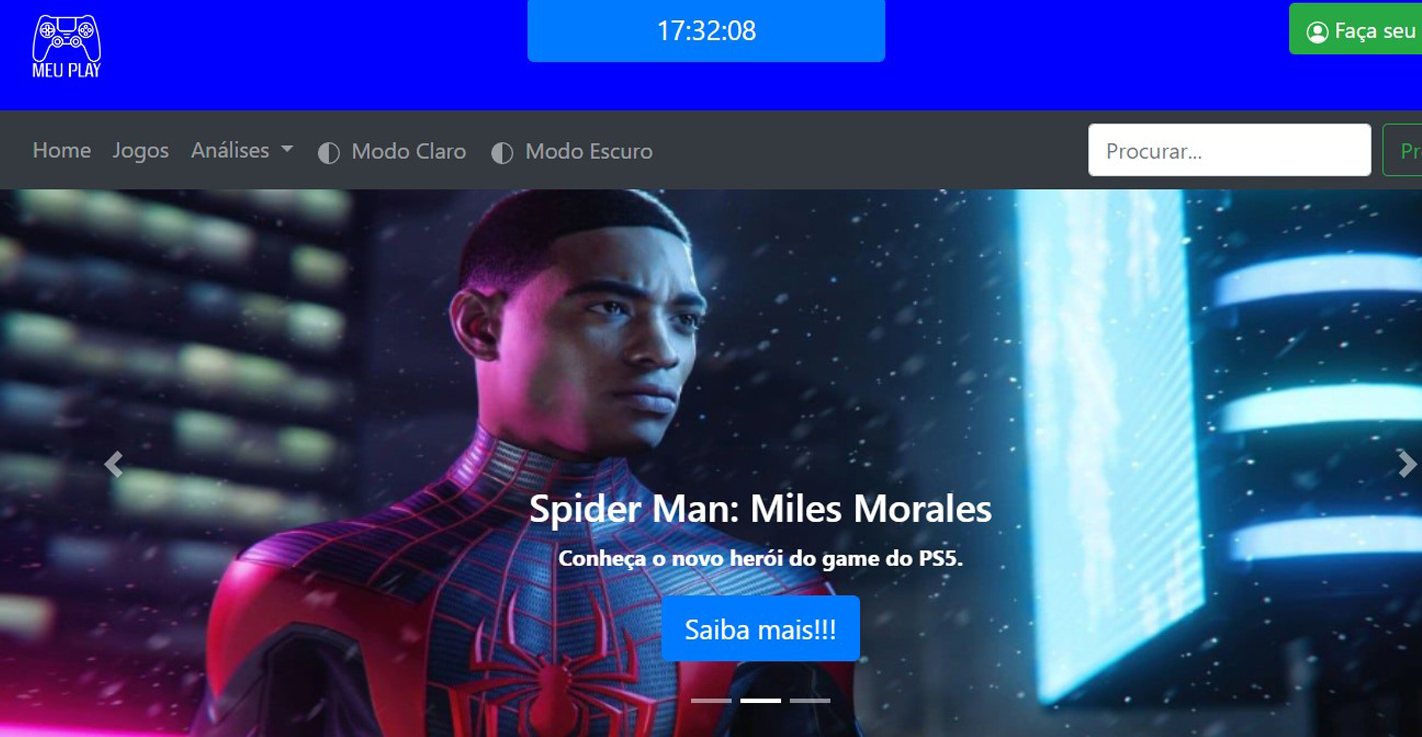 MEU PLAY
17:32:08
Faça seu
Home Jogos Análises Modo Claro Modo Escuro Procurar...
Spider Man: Miles Morales
Conheça o novo herói do game do PS5.
Saiba mais!!!